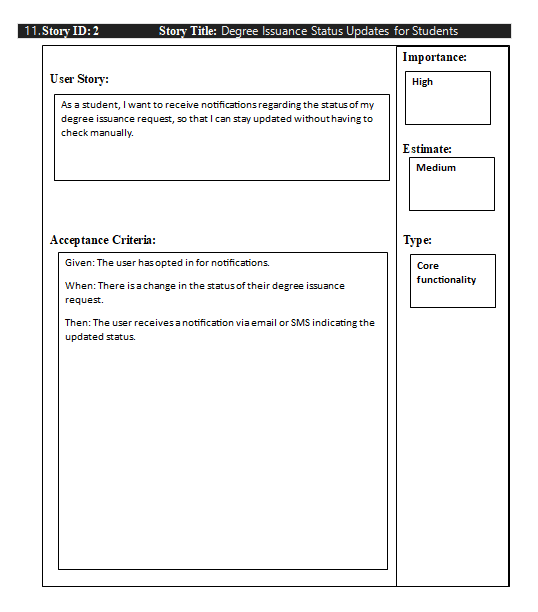 11. Story ID: 2 Story Title: Degree Issuance Status Updates for Students
User Story:
As a student, I want to receive notifications regarding the status of my
degree issuance request, so that I can stay updated without having to
check manually.
Acceptance Criteria:
Given: The user has opted in for notifications.
When: There is a change in the status of their degree issuance
request.
Then: The user receives a notification via email or SMS indicating the
updated status.
Importance:
High
Estimate:
Medium
Type:
Core
functionality